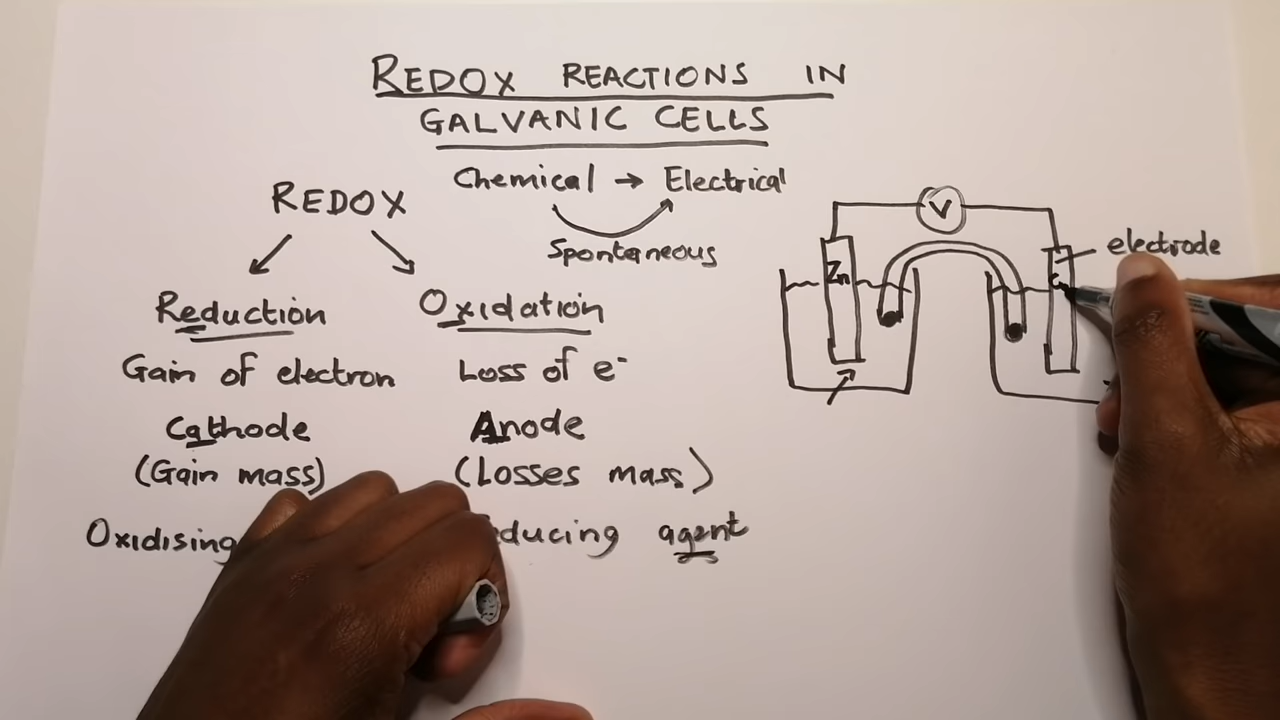 REDOX REACTIONS IN
GALVANIC CELLS
Chemical → Electrical
Spontaneous
REDOX
Reduction
Oxidation
Gain of electron
Loss of e⁻
Cathode
Anode
(Gain mass)
(Losses mass)
Oxidising
agent
V
electrode
Zn